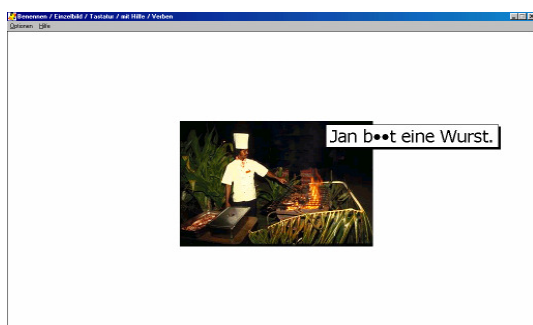 Benennen / Einzelbild / Tastatur / mit Hilfe / Verben
Optionen Hilfe
Jan b••t eine Wurst.